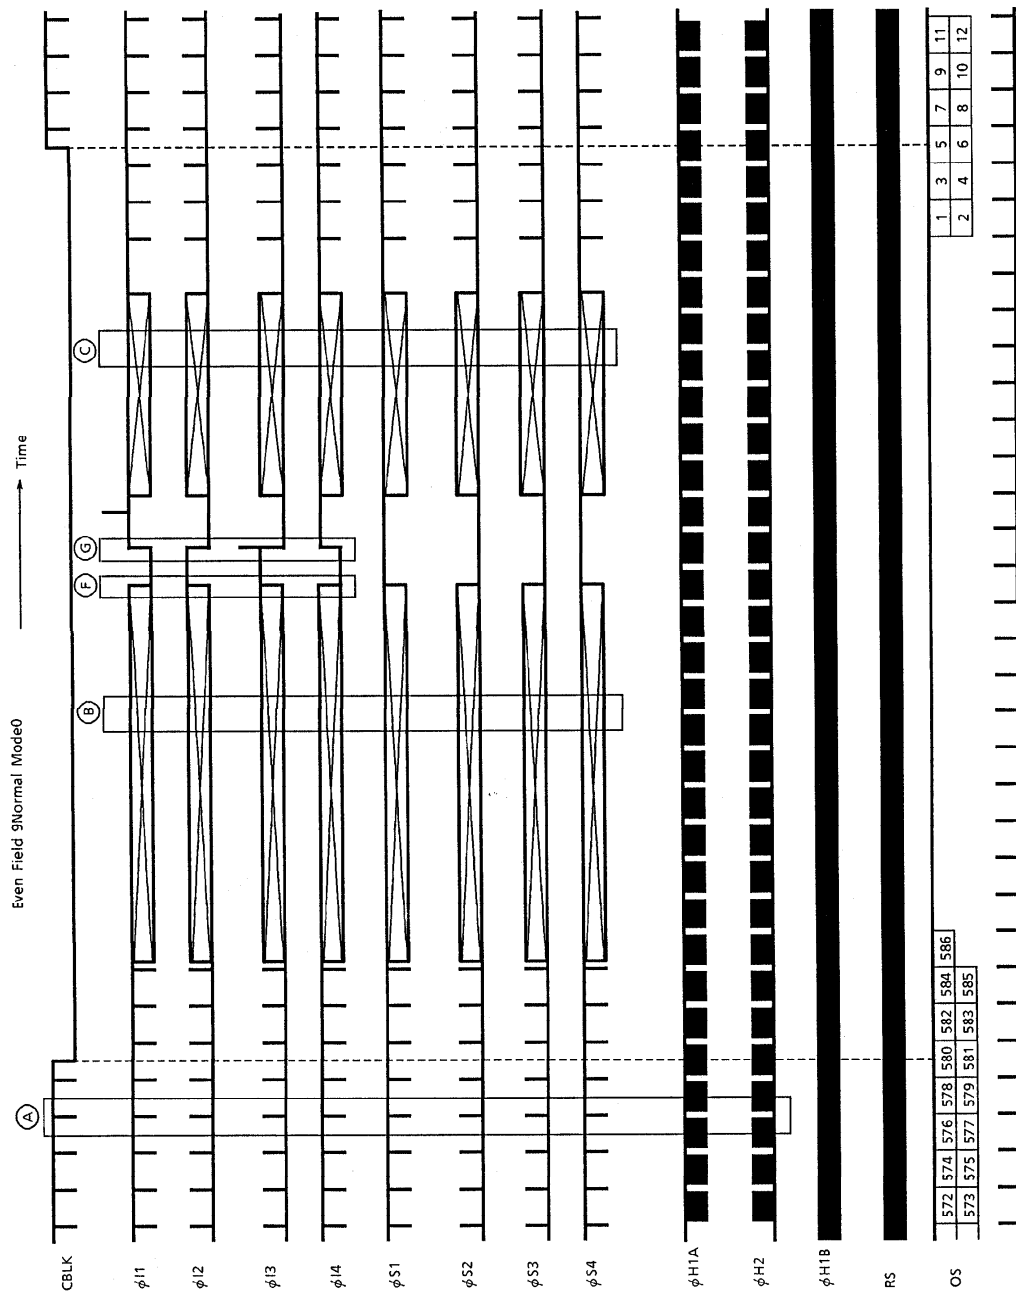 Even Field 9Normal Mode0
Time
A
B
F
G
C
CBLK
φI1
φI2
φI3
φI4
φS1
φS2
φS3
φS4
φH1A
φH2
φH1B
RS
OS
572 574 576 578 580 582 584 586
573 575 577 579 581 583 585
1 3 5 7 9 11
2 4 6 8 10 12